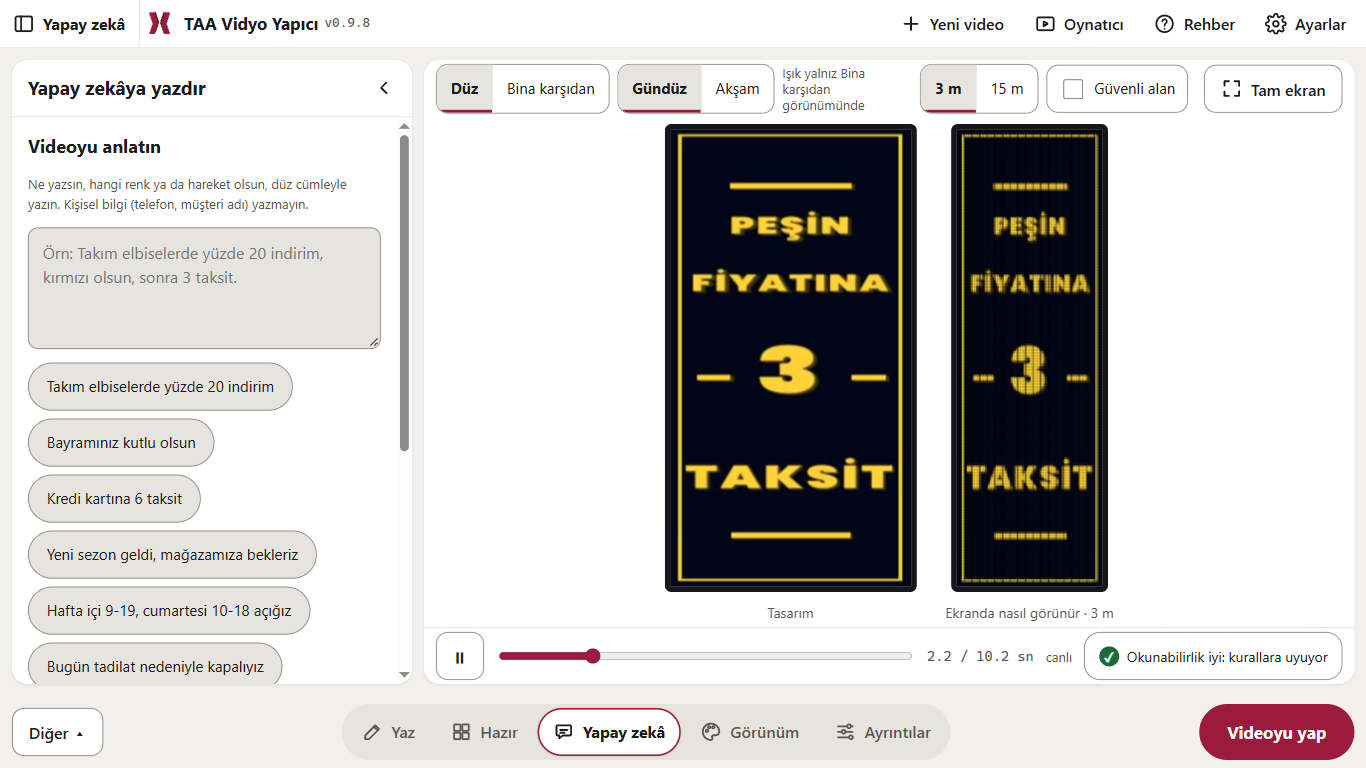 Yapay zekâ
TAA Vidyo Yapıcı v0.9.8
Yeni video
Oynatıcı
Rehber
Ayarlar
Yapay zekâya yazdır
Videoyu anlatın
Ne yazsın, hangi renk ya da hareket olsun, düz cümleyle
yazın. Kişisel bilgi (telefon, müşteri adı) yazmayın.
Örn: Takım elbiselerde yüzde 20 indirim,
kırmızı olsun, sonra 3 taksit.
Takım elbiselerde yüzde 20 indirim
Bayramınız kutlu olsun
Kredi kartına 6 taksit
Yeni sezon geldi, mağazamıza bekleriz
Hafta içi 9-19, cumartesi 10-18 açığız
Bugün tadilat nedeniyle kapalıyız
Düz
Bina karşıdan
Gündüz
Akşam
Işık yalnız Bina
karşıdan
görünümünde
3 m
15 m
Güvenli alan
Tam ekran
PEŞİN
FİYATINA
3
TAKSİT
Tasarım
PEŞİN
FİYATINA
3
TAKSİT
Ekranda nasıl görünür · 3 m
2.2 / 10.2 sn
canlı
Okunabilirlik iyi: kurallara uyuyor
Diğer
Yaz
Hazır
Yapay zekâ
Görünüm
Ayrıntılar
Videoyu yap